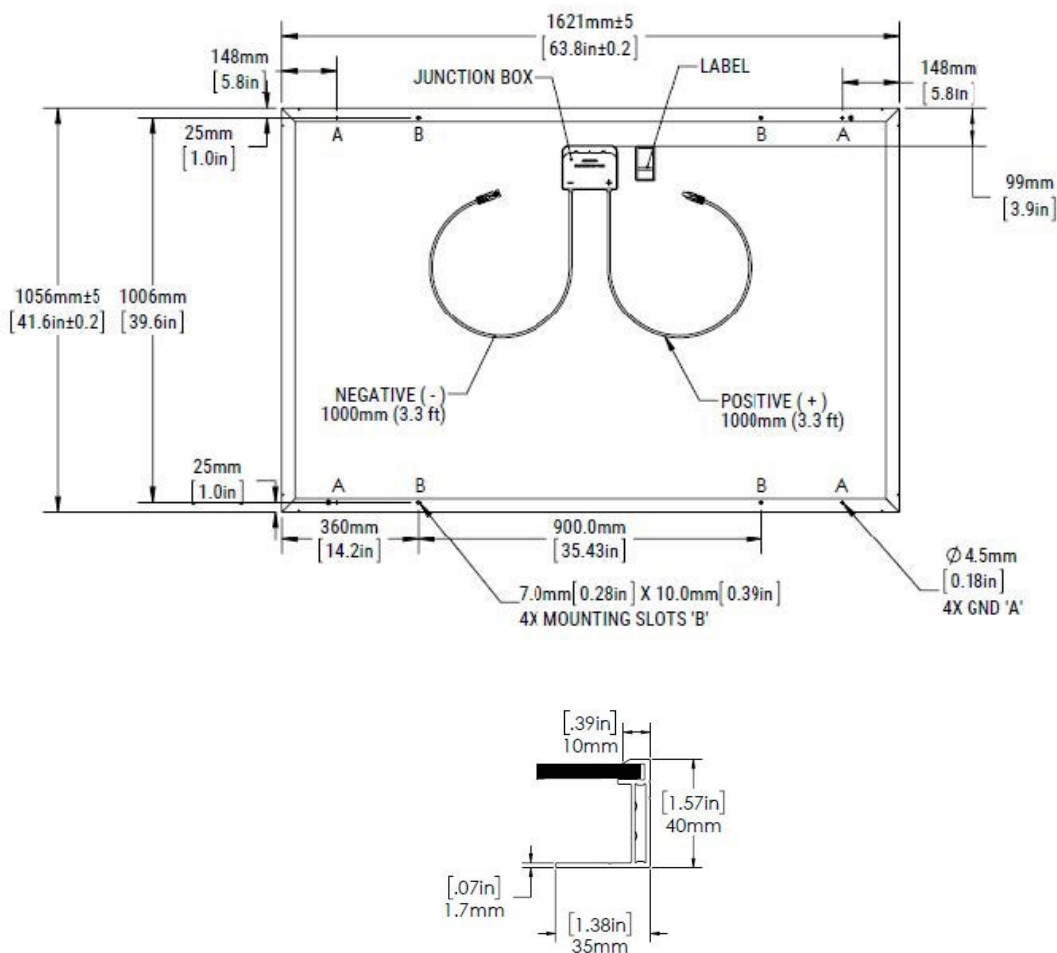 1621mm±5
[63.8in±0.2]
148mm
[5.8in]
JUNCTION BOX
LABEL
148mm
[5.8in]
A
B
B
A
25mm
[1.0in]
- +
99mm
[3.9in]
1056mm±5
[41.6in±0.2]
1006mm
[39.6in]
NEGATIVE ( - )
1000mm (3.3 ft)
POSITIVE ( + )
1000mm (3.3 ft)
25mm
[1.0in]
A
B
B
A
360mm
[14.2in]
900.0mm
[35.43in]
7.0mm[0.28in] X 10.0mm[0.39in]
4X MOUNTING SLOTS 'B'
∅ 4.5mm
[0.18in]
4X GND 'A'
[.39in]
10mm
[1.57in]
40mm
[.07in]
1.7mm
[1.38in]
35mm